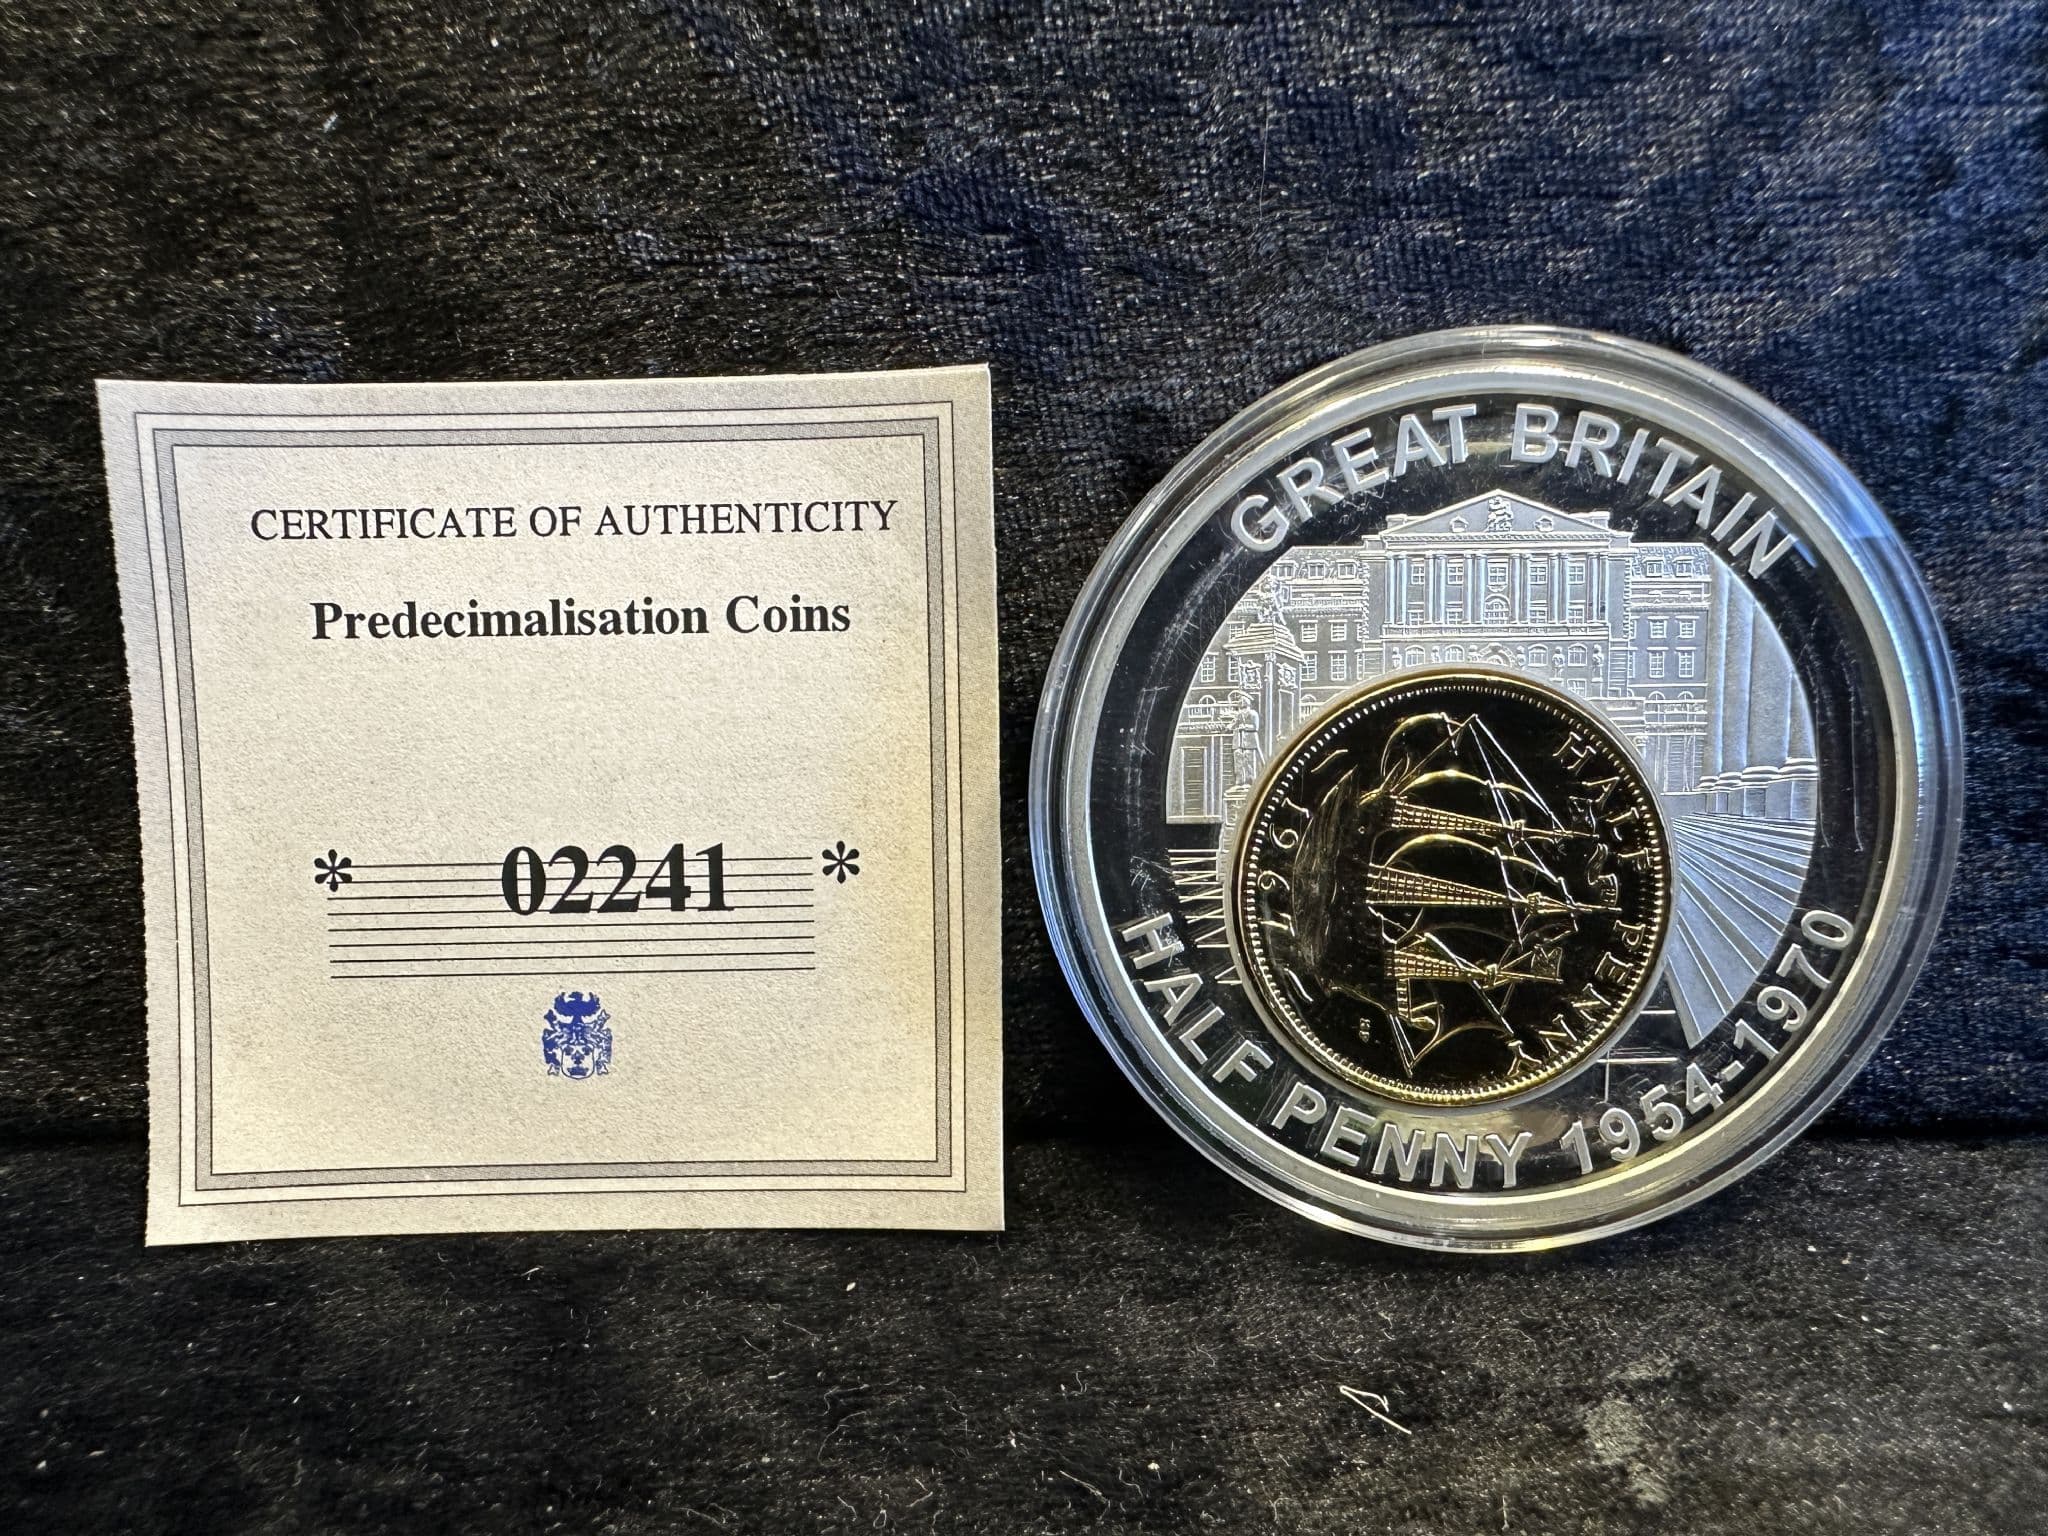 CERTIFICATE OF AUTHENTICITY
Predecimalisation Coins
* 02241 *
GREAT BRITAIN
HALF PENNY 1954-1970
HALF PENNY
1967